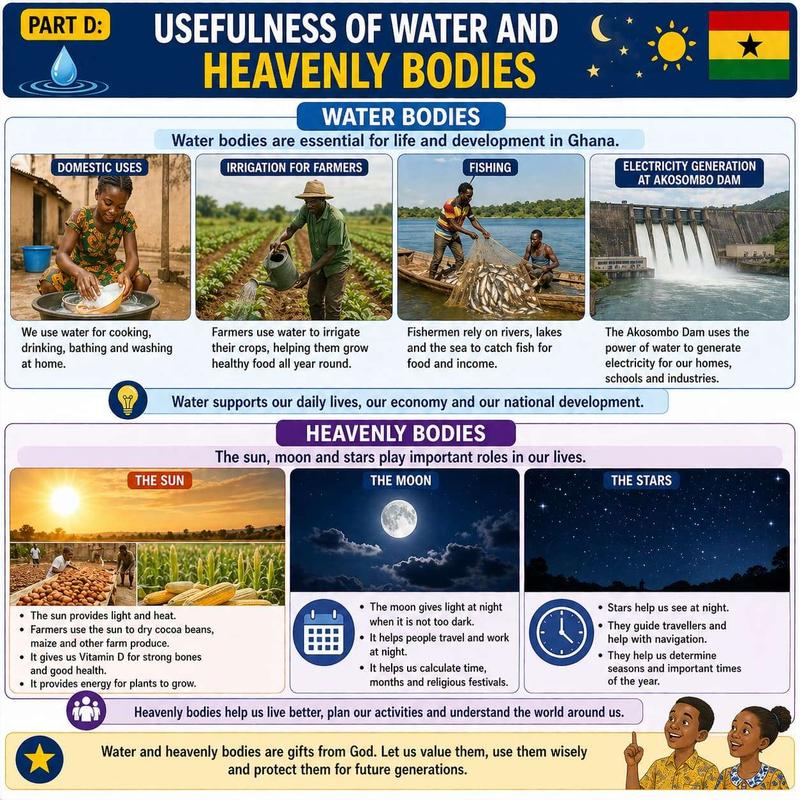 PART D:
USEFULNESS OF WATER AND
HEAVENLY BODIES
WATER BODIES
Water bodies are essential for life and development in Ghana.
DOMESTIC USES
We use water for cooking,
drinking, bathing and washing
at home.
IRRIGATION FOR FARMERS
Farmers use water to irrigate
their crops, helping them grow
healthy food all year round.
FISHING
Fishermen rely on rivers, lakes
and the sea to catch fish for
food and income.
ELECTRICITY GENERATION
AT AKOSOMBO DAM
The Akosombo Dam uses the
power of water to generate
electricity for our homes,
schools and industries.
Water supports our daily lives, our economy and our national development.
HEAVENLY BODIES
The sun, moon and stars play important roles in our lives.
THE SUN
• The sun provides light and heat.
• Farmers use the sun to dry cocoa beans,
maize and other farm produce.
• It gives us Vitamin D for strong bones
and good health.
• It provides energy for plants to grow.
THE MOON
• The moon gives light at night
when it is not too dark.
• It helps people travel and work
at night.
• It helps us calculate time,
months and religious festivals.
THE STARS
• Stars help us see at night.
• They guide travellers and
help with navigation.
• They help us determine
seasons and important times
of the year.
Heavenly bodies help us live better, plan our activities and understand the world around us.
Water and heavenly bodies are gifts from God. Let us value them, use them wisely
and protect them for future generations.